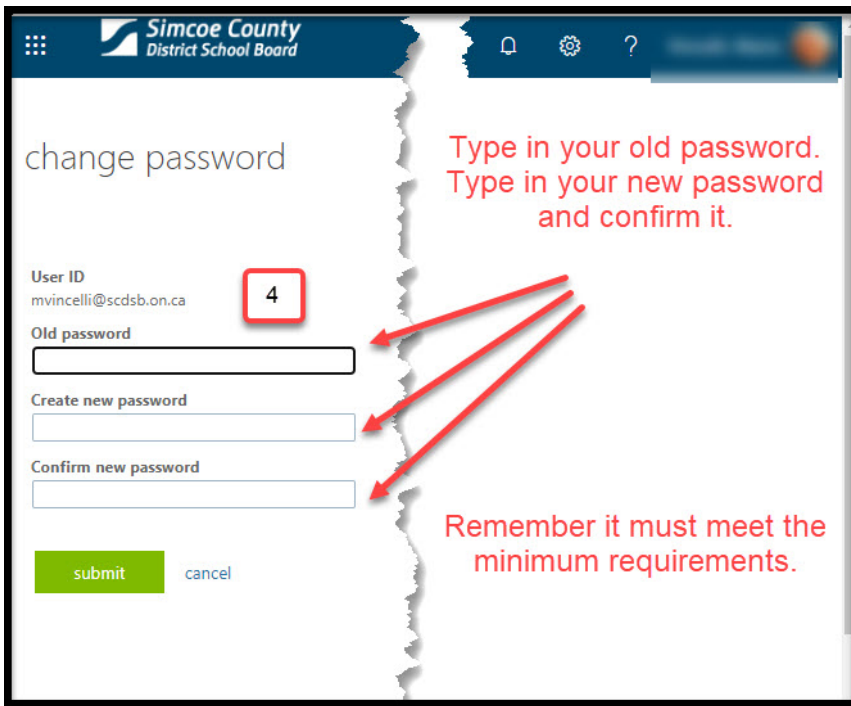 Simcoe County
District School Board
?
change password
Type in your old password.
Type in your new password
and confirm it.
User ID
mvincelli@scdsb.on.ca
4
Old password
Create new password
Confirm new password
Remember it must meet the
minimum requirements.
submit
cancel